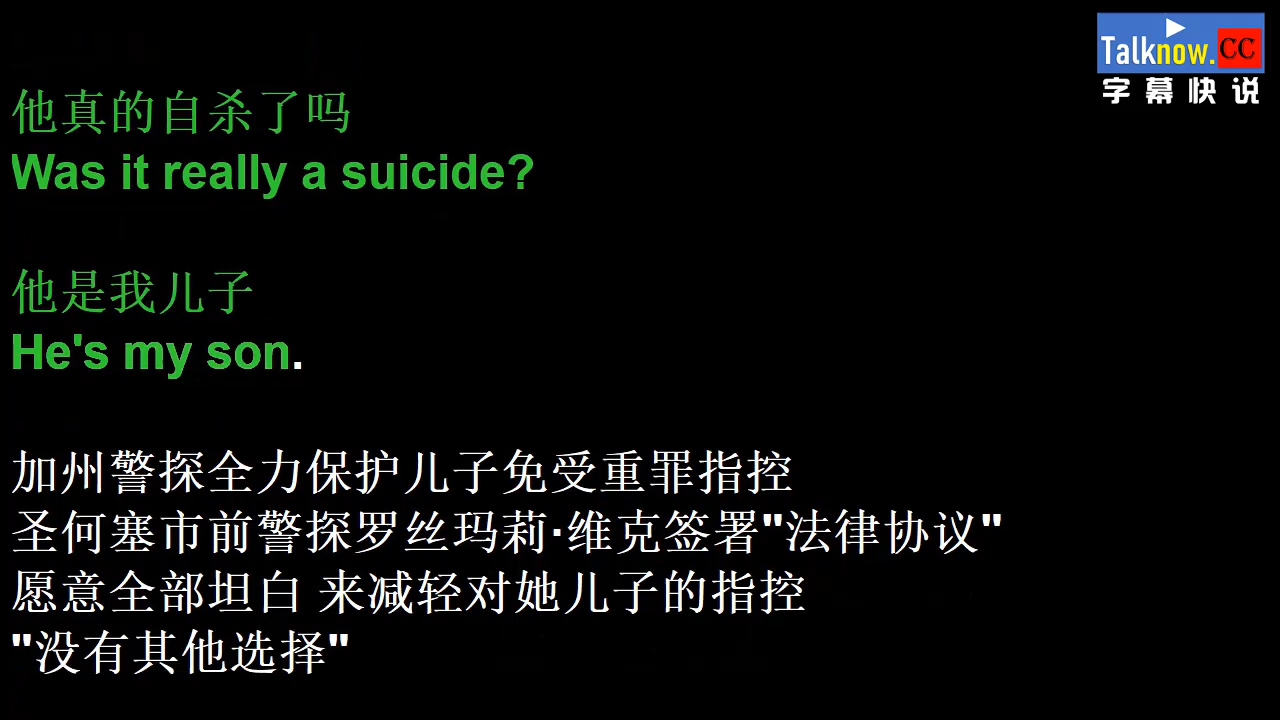 Talknow.CC
字幕快说
他真的自杀了吗
Was it really a suicide?
他是我儿子
He's my son.
加州警探全力保护儿子免受重罪指控
圣何塞市前警探罗丝玛莉·维克签署"法律协议"
愿意全部坦白 来减轻对她儿子的指控
"没有其他选择"